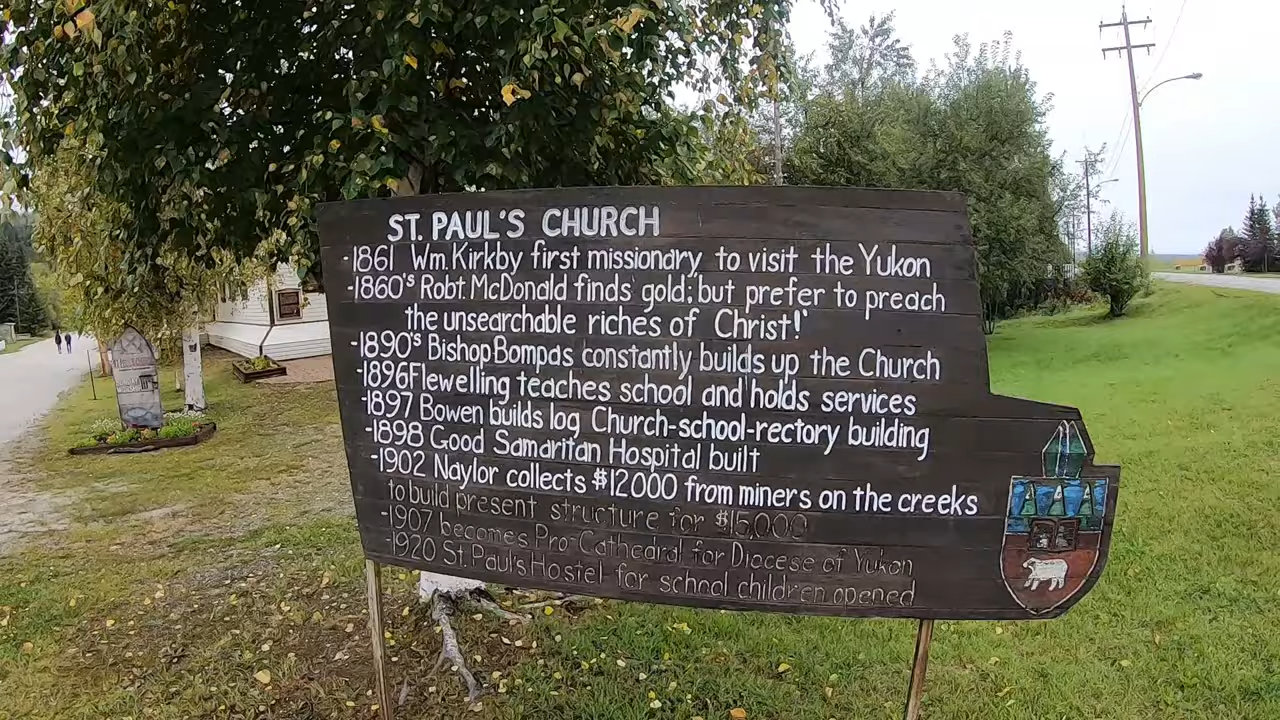 ST. PAUL'S CHURCH
-1861 Wm. Kirkby first missionary to visit the Yukon
-1860's Robt. McDonald finds gold; but prefer to preach
the unsearchable riches of Christ!'
-1890's Bishop Bompas constantly builds up the Church
-1896 Flewelling teaches school and holds services
-1897 Bowen builds log Church-school-rectory building
-1898 Good Samaritan Hospital built
-1902 Naylor collects $12000 from miners on the creeks
to build present structure for $15,000
-1907 becomes Pro-Cathedral for Diocese of Yukon
-1920 St. Paul's Hostel for school children opened